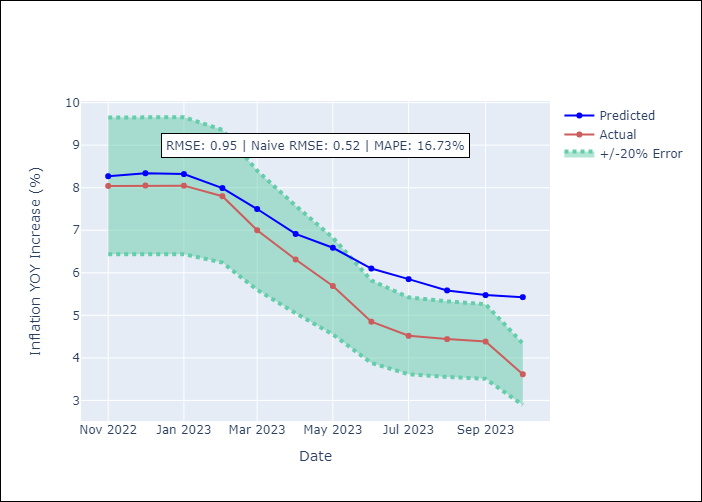 RMSE: 0.95 | Naive RMSE: 0.52 | MAPE: 16.73%
Predicted
Actual
+/-20% Error
Inflation YOY Increase (%)
10
9
8
7
6
5
4
3
Nov 2022 Jan 2023 Mar 2023 May 2023 Jul 2023 Sep 2023
Date